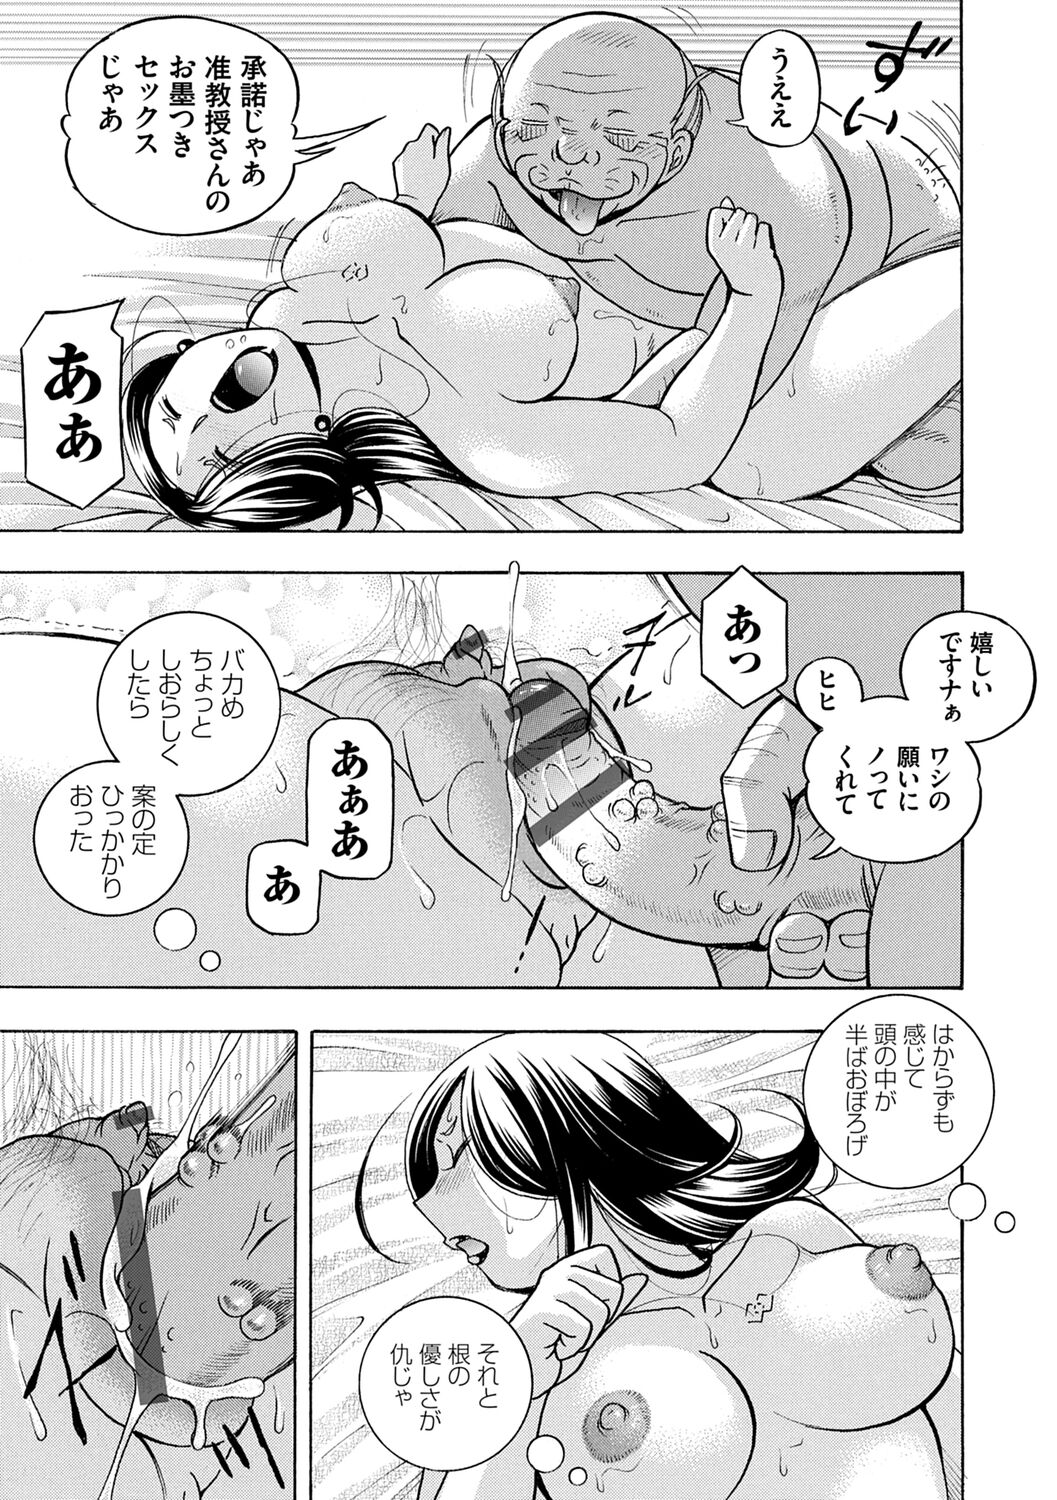 うええ
承諾じゃあ
准教授さんの
お墨つき
セックス
じゃあ
ああ
嬉しい
ですナぁ
ワシの
願いに
ノって
くれて
ヒヒ
あっ
あぁあ
あ
バカめ
ちょっと
しおらしく
したら
案の定
ひっかかり
おった
はからずも
感じて
頭の中が
半ばおぼろげ
それと
根の
優しさが
仇じゃ